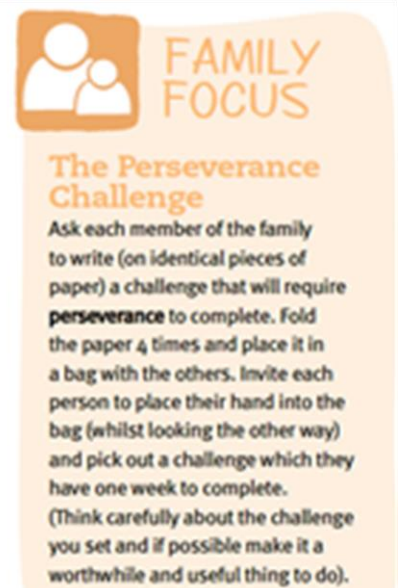 FAMILY
FOCUS
The Perseverance
Challenge
Ask each member of the family
to write (on identical pieces of
paper) a challenge that will require
perseverance to complete. Fold
the paper 4 times and place it in
a bag with the others. Invite each
person to place their hand into the
bag (whilst looking the other way)
and pick out a challenge which they
have one week to complete.
(Think carefully about the challenge
you set and if possible make it a
worthwhile and useful thing to do).